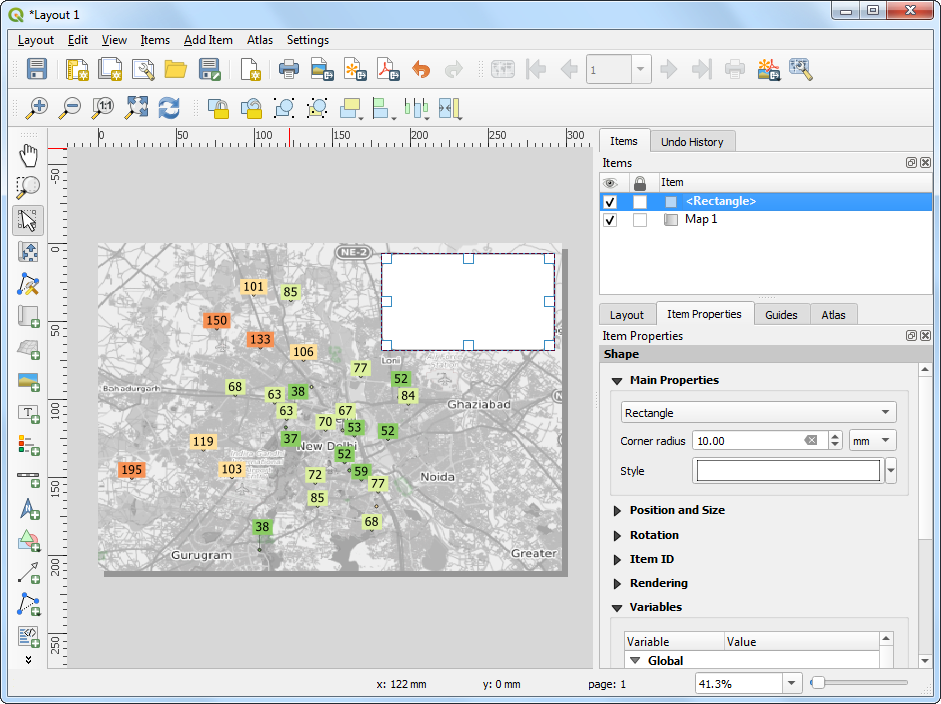 *Layout 1
Layout Edit View Items Add Item Atlas Settings
1
1:1
0 50 100 150 200 250 300
-50
0
50
100
150
200
250
NE-2
101
85
150
133
106
Loni
77
52
84
68
63
38
Bahadurgarh
Ghaziabad
63
67
70
53
52
119
37
New Delhi
52
Indira Gandhi
International
195
103
59
72
77
Noida
85
38
68
Gurugram
Greater
Items Undo History
Items
Item
<Rectangle>
Map 1
Layout Item Properties Guides Atlas
Item Properties
Shape
Main Properties
Rectangle
Corner radius 10.00 mm
Style
Position and Size
Rotation
Item ID
Rendering
Variables
Variable Value
Global
x: 122 mm y: 0 mm page: 1 41.3%